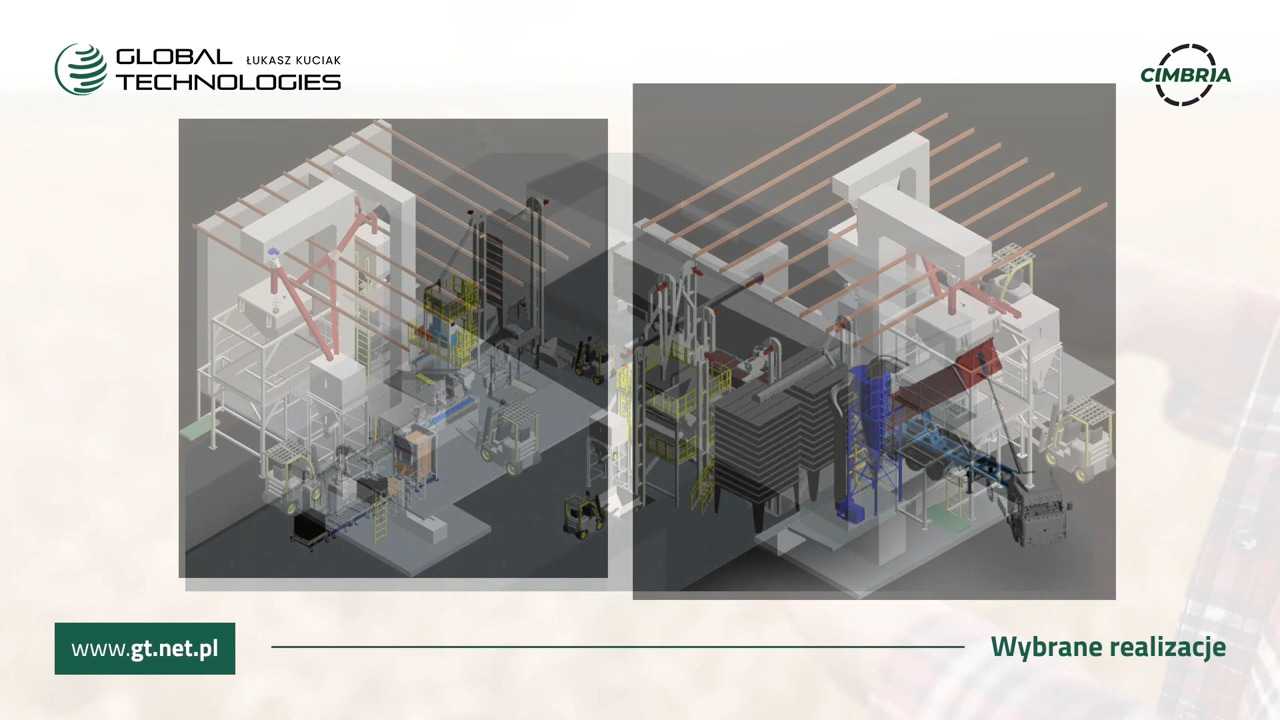 GLOBAL ŁUKASZ KUCIAK
TECHNOLOGIES
CIMBRIA
www.gt.net.pl
Wybrane realizacje